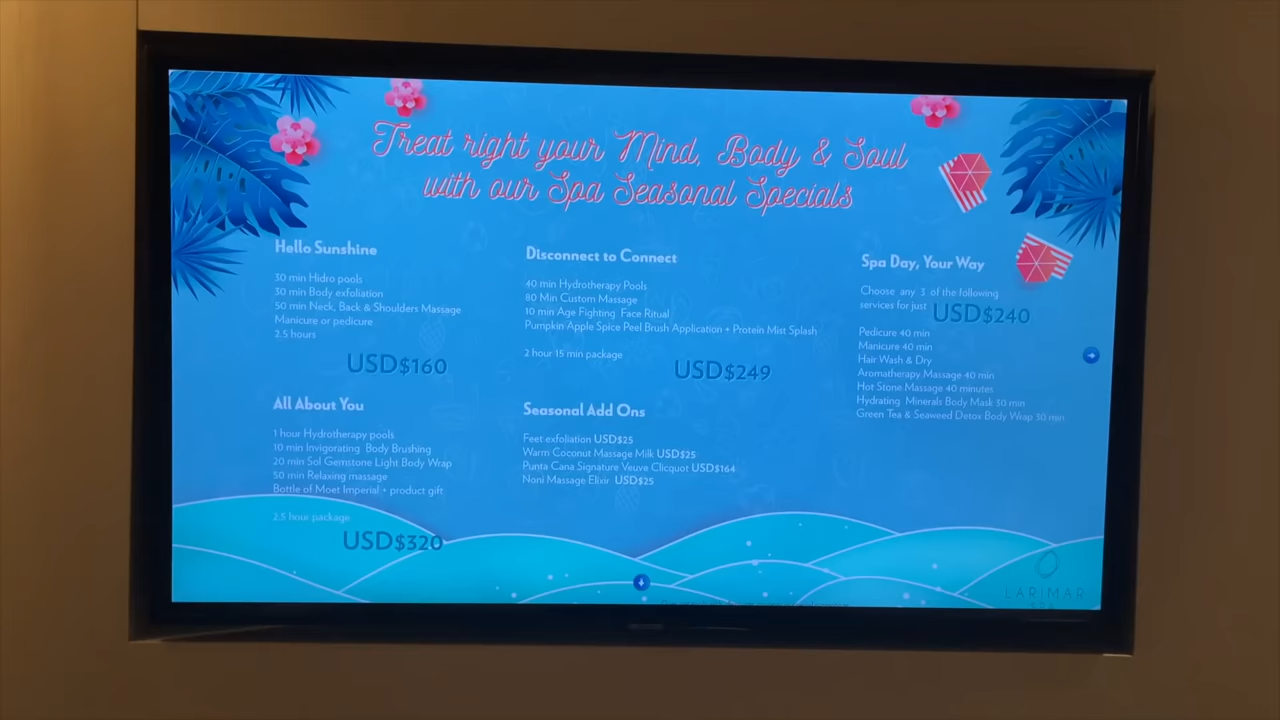 Treat right your Mind, Body & Soul
with our Spa Seasonal Specials
Hello Sunshine
30 min Hidro pools
30 min Body exfoliation
50 min Neck, Back & Shoulders Massage
Manicure or pedicure
2.5 hours
USD$160
All About You
1 hour Hydrotherapy pools
10 min Invigorating Body Brushing
20 min Sol Gemstone Light Body Wrap
50 min Relaxing massage
Bottle of Moet Imperial + product gift
2.5 hour package
USD$320
Disconnect to Connect
40 min Hydrotherapy Pools
80 Min Custom Massage
10 min Age Fighting Face Ritual
Pumpkin Apple Spice Peel Brush Application + Protein Mist Splash
2 hour 15 min package
USD$249
Seasonal Add Ons
Feet exfoliation USD$25
Warm Coconut Massage Milk USD$25
Punta Cana Signature Veuve Clicquot USD$164
Noni Massage Elixir USD$25
Spa Day, Your Way
Choose any 3 of the following
services for just USD$240
Pedicure 40 min
Manicure 40 min
Hair Wash & Dry
Aromatherapy Massage 40 min
Hot Stone Massage 40 minutes
Hydrating Minerals Body Mask 30 min
Green Tea & Seaweed Detox Body Wrap 30 min
LARIMAR
SPA